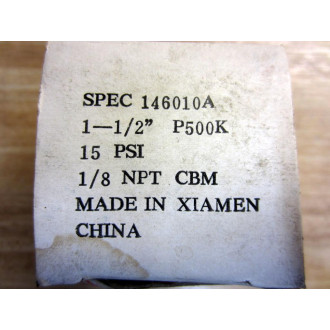 SPEC 146010A
1—1/2” P500K
15 PSI
1/8 NPT CBM
MADE IN XIAMEN
CHINA